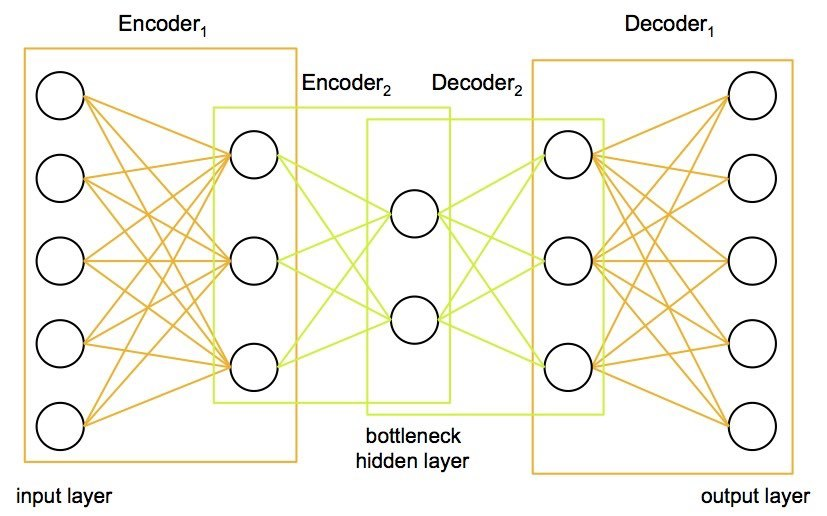 Encoder₁
Decoder₁
Encoder₂
Decoder₂
bottleneck
hidden layer
input layer
output layer